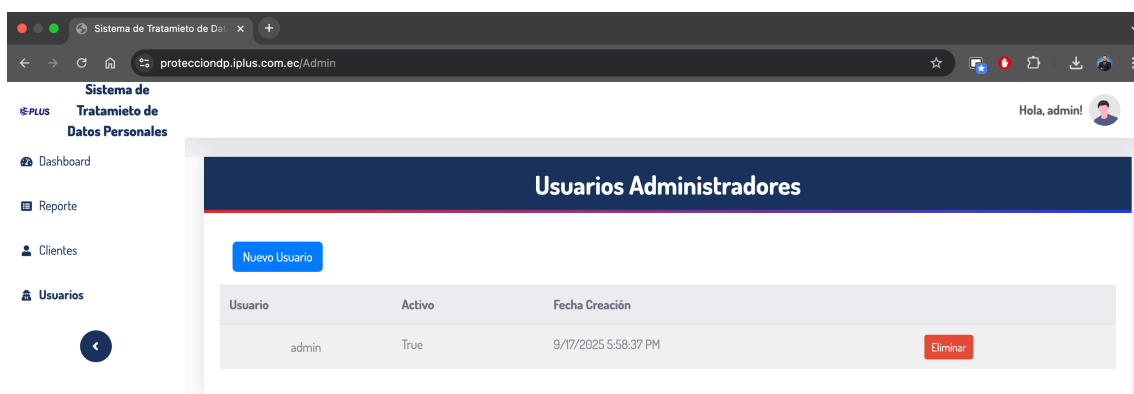 Sistema de Tratamieto de Dat
protecciondp.iplus.com.ec/Admin
PLUS
Sistema de
Tratamieto de
Datos Personales
Hola, admin!
Dashboard
Reporte
Clientes
Usuarios
Usuarios Administradores
Nuevo Usuario
Usuario Activo Fecha Creación
admin True 9/17/2025 5:58:37 PM Eliminar